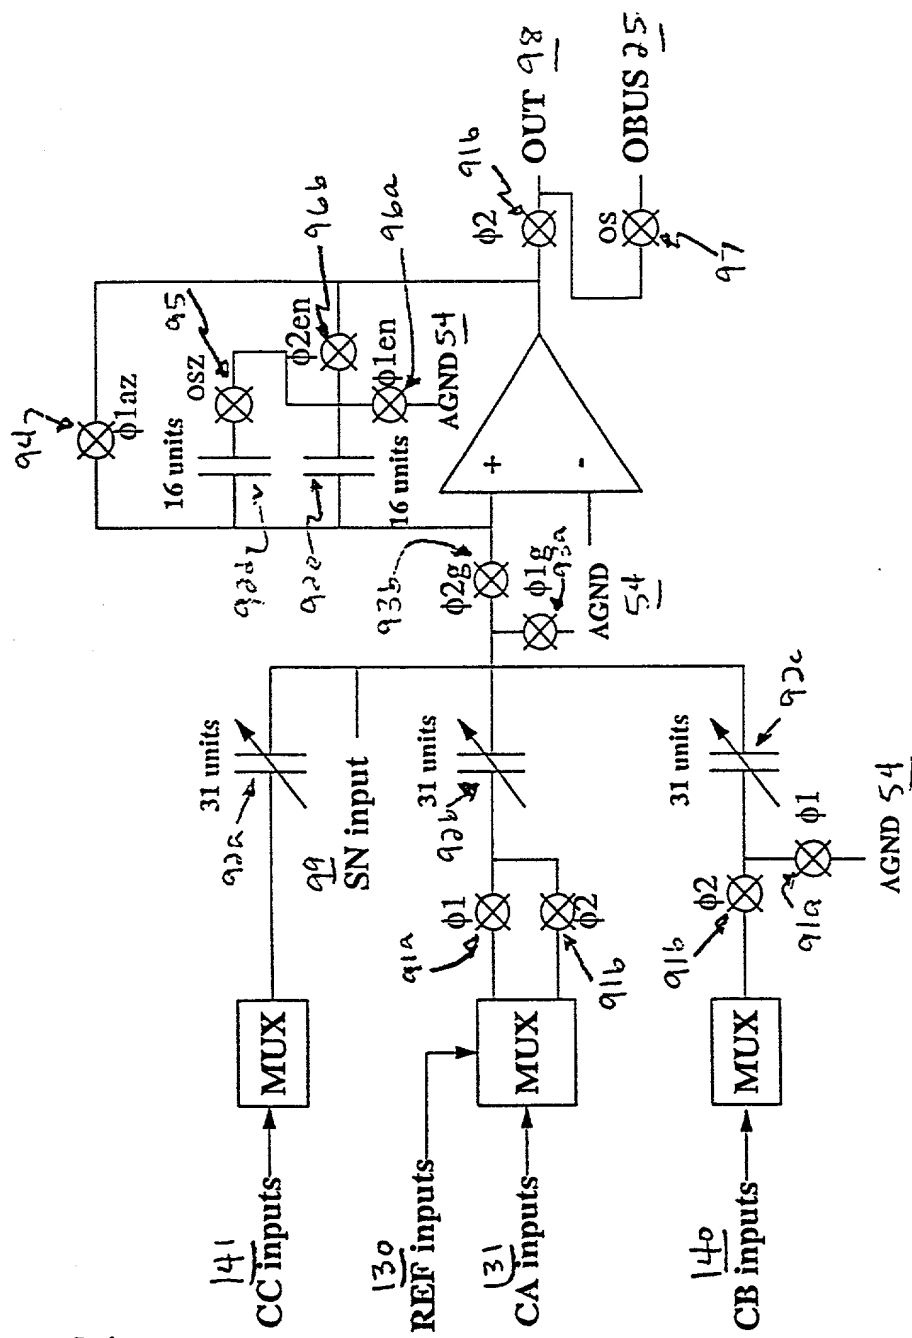 94
φ1az
16 units
osz
95
φ2en
96b
φ1en
96a
AGND 54
92d
92e
16 units
93b
φ2g
φ1g
93a
AGND
54
+
-
φ2
91b
OUT 98
os
97
OBUS 25
141
CC inputs
MUX
31 units
92a
99
SN input
130
REF inputs
131
CA inputs
MUX
φ1
91a
φ2
91b
31 units
92b
140
CB inputs
MUX
φ2
91b
φ1
91a
AGND 54
31 units
92c